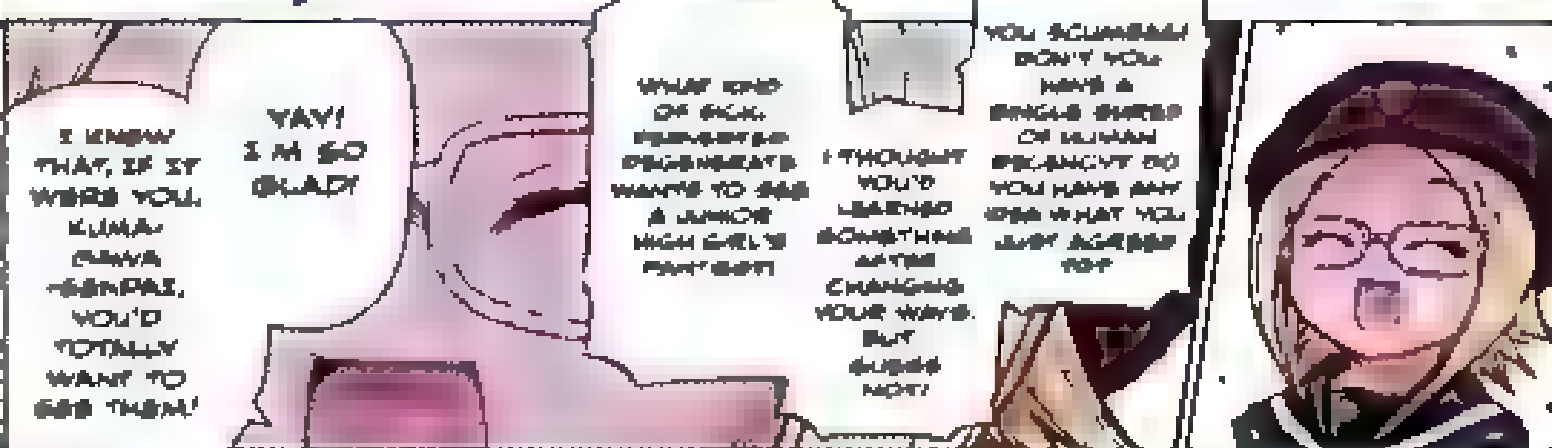 YOU SCUMBAG!
DON'T YOU
HAVE A
SINGLE SHRED
OF HUMAN
DECENCY? DO
YOU HAVE ANY
IDEA WHAT YOU
JUST AGREED
TO?
I THOUGHT
YOU'D
LEARNED
SOMETHING
AFTER
CHANGING
YOUR WAYS,
BUT
GUESS
NOT!
WHAT KIND
OF SICK,
PERVERTED
DEGENERATE
WANTS TO SEE
A JUNIOR
HIGH GIRL'S
YAY!
I'M SO
GLAD!
I KNOW
THAT, IF IT
WERE YOU,
KUMA-
GAWA
-SENPAI,
YOU'D
TOTALLY
WANT TO
SEE THEM!